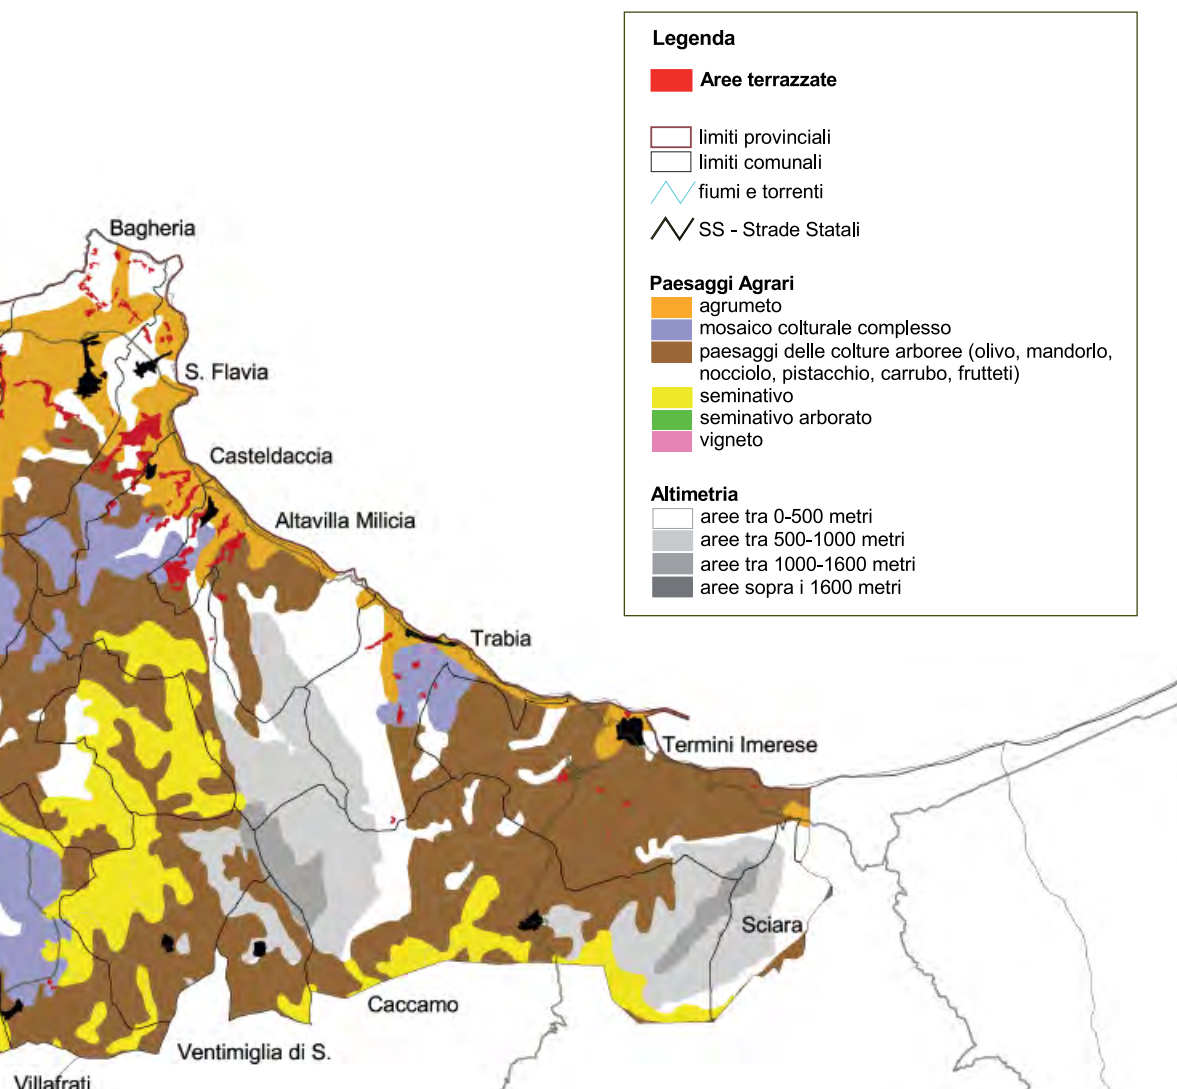 Legenda
Aree terrazzate
limiti provinciali
limiti comunali
fiumi e torrenti
SS - Strade Statali
Paesaggi Agrari
agrumeto
mosaico colturale complesso
paesaggi delle colture arboree (olivo, mandorlo,
nocciolo, pistacchio, carrubo, frutteti)
seminativo
seminativo arborato
vigneto
Altimetria
aree tra 0-500 metri
aree tra 500-1000 metri
aree tra 1000-1600 metri
aree sopra i 1600 metri
Bagheria
S. Flavia
Casteldaccia
Altavilla Milicia
Trabia
Termini Imerese
Sciara
Caccamo
Ventimiglia di S.
Villafrati